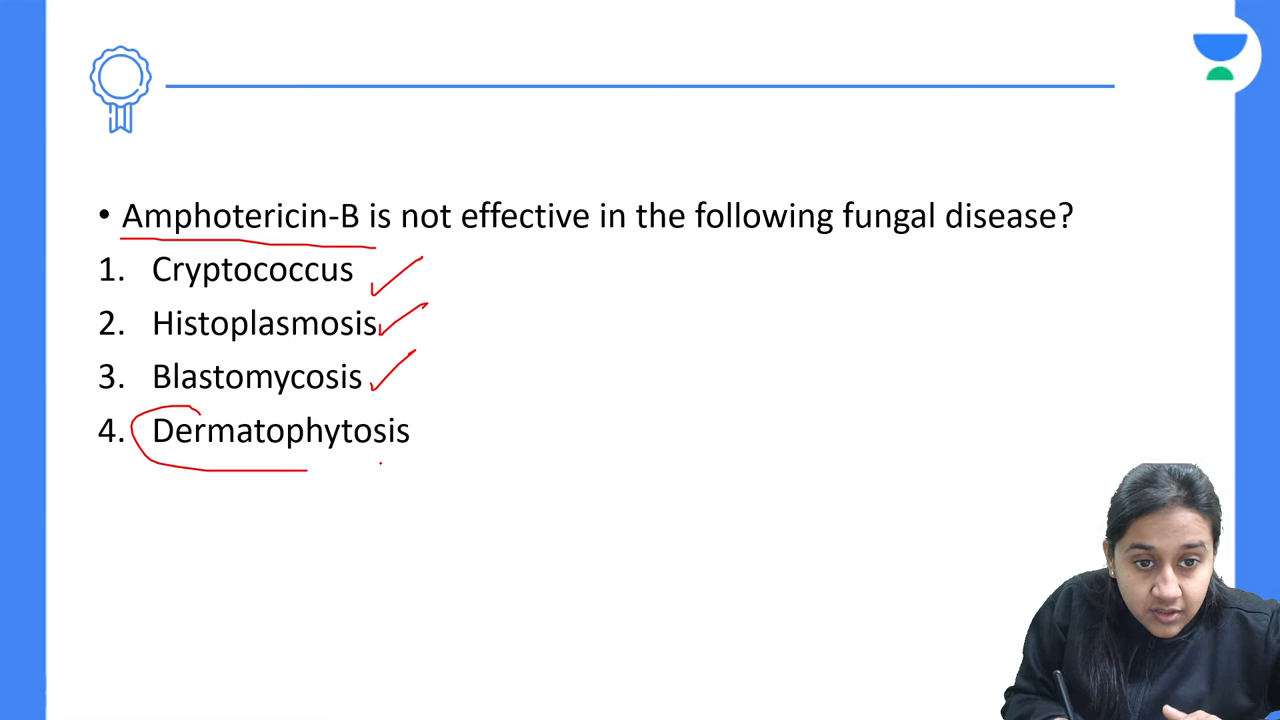 • Amphotericin-B is not effective in the following fungal disease?
1. Cryptococcus
2. Histoplasmosis
3. Blastomycosis
4. Dermatophytosis